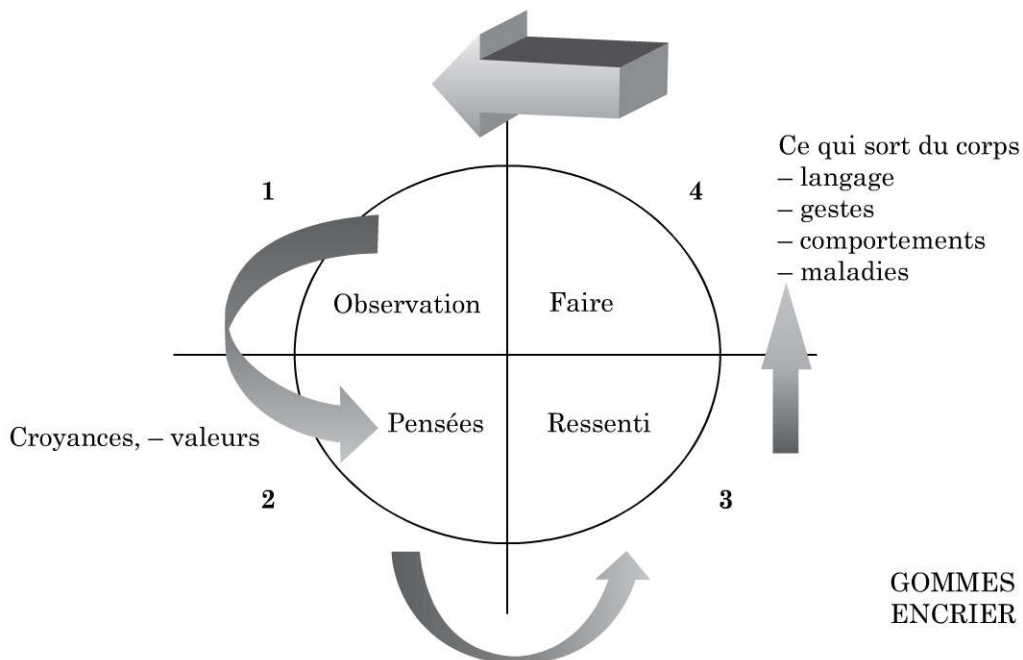 Ce qui sort du corps
– langage
– gestes
– comportements
– maladies
1
4
Observation
Faire
Pensées
Ressenti
Croyances, – valeurs
2
3
GOMMES
ENCRIER